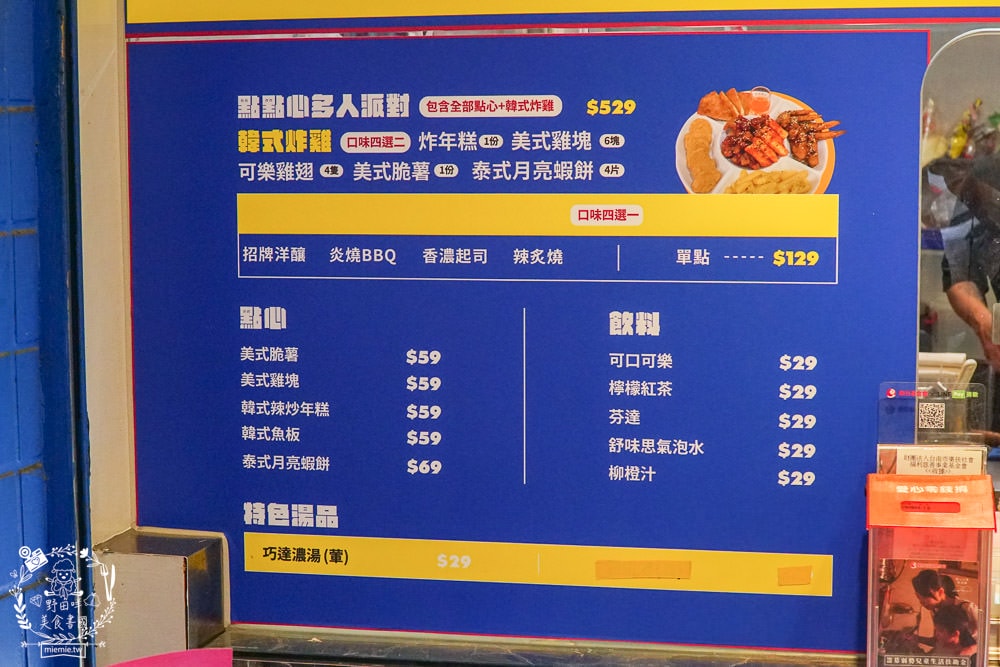 點點心多人派對 包含全部點心+韓式炸雞 $529
韓式炸雞 口味四選二 炸年糕 1份 美式雞塊 6塊
可樂雞翅 4隻 美式脆薯 1份 泰式月亮蝦餅 4片
口味四選一
招牌洋釀 炎燒BBQ 香濃起司 辣炙燒 單點 ----- $129
點心
美式脆薯 $59
美式雞塊 $59
韓式辣炒年糕 $59
韓式魚板 $59
泰式月亮蝦餅 $69
飲料
可口可樂 $29
檸檬紅茶 $29
芬達 $29
舒味思氣泡水 $29
柳橙汁 $29
特色湯品
巧達濃湯(葷) $29
愛心零錢捐
野田咩
美食書
miemie.tw